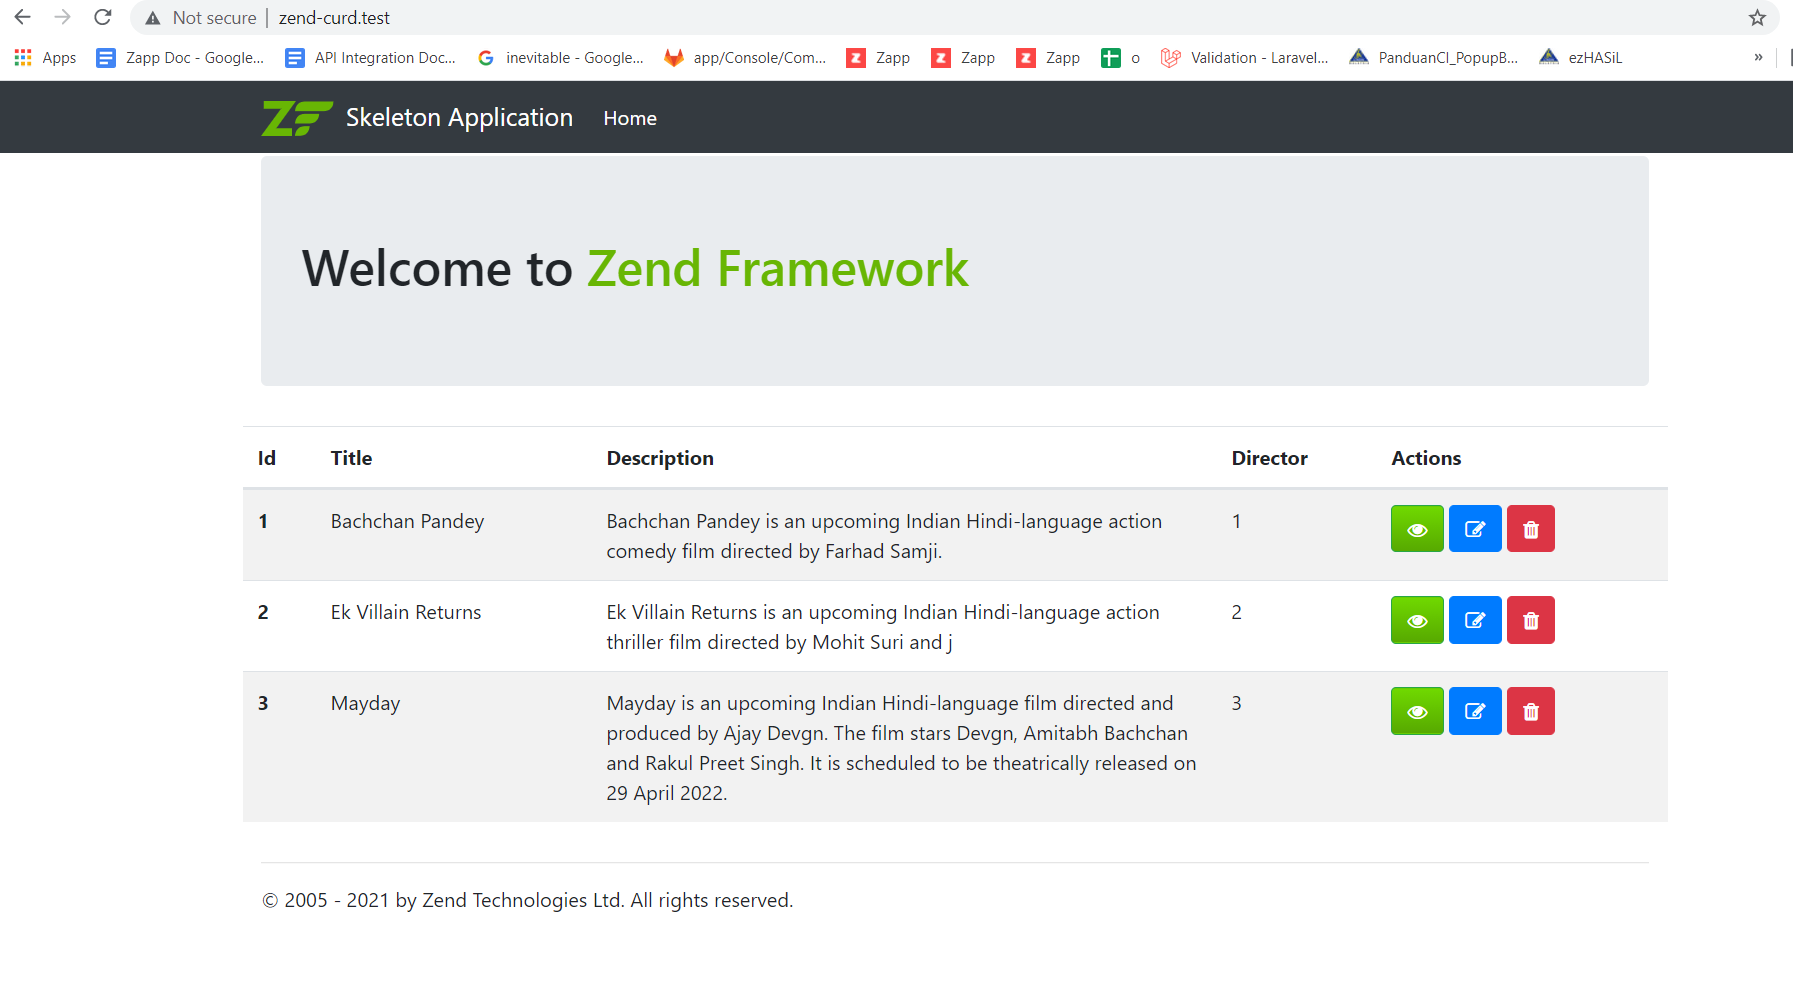 Not secure | zend-curd.test
Apps Zapp Doc - Google... API Integration Doc... inevitable - Google... app/Console/Com... Zapp Zapp Zapp o Validation - Laravel... PanduanCl_PopupB... ezHASiL »
ZF Skeleton Application Home
Welcome to Zend Framework
Id Title Description Director Actions
1 Bachchan Pandey Bachchan Pandey is an upcoming Indian Hindi-language action 1
comedy film directed by Farhad Samji.
2 Ek Villain Returns Ek Villain Returns is an upcoming Indian Hindi-language action 2
thriller film directed by Mohit Suri and j
3 Mayday Mayday is an upcoming Indian Hindi-language film directed and 3
produced by Ajay Devgn. The film stars Devgn, Amitabh Bachchan
and Rakul Preet Singh. It is scheduled to be theatrically released on
29 April 2022.
© 2005 - 2021 by Zend Technologies Ltd. All rights reserved.